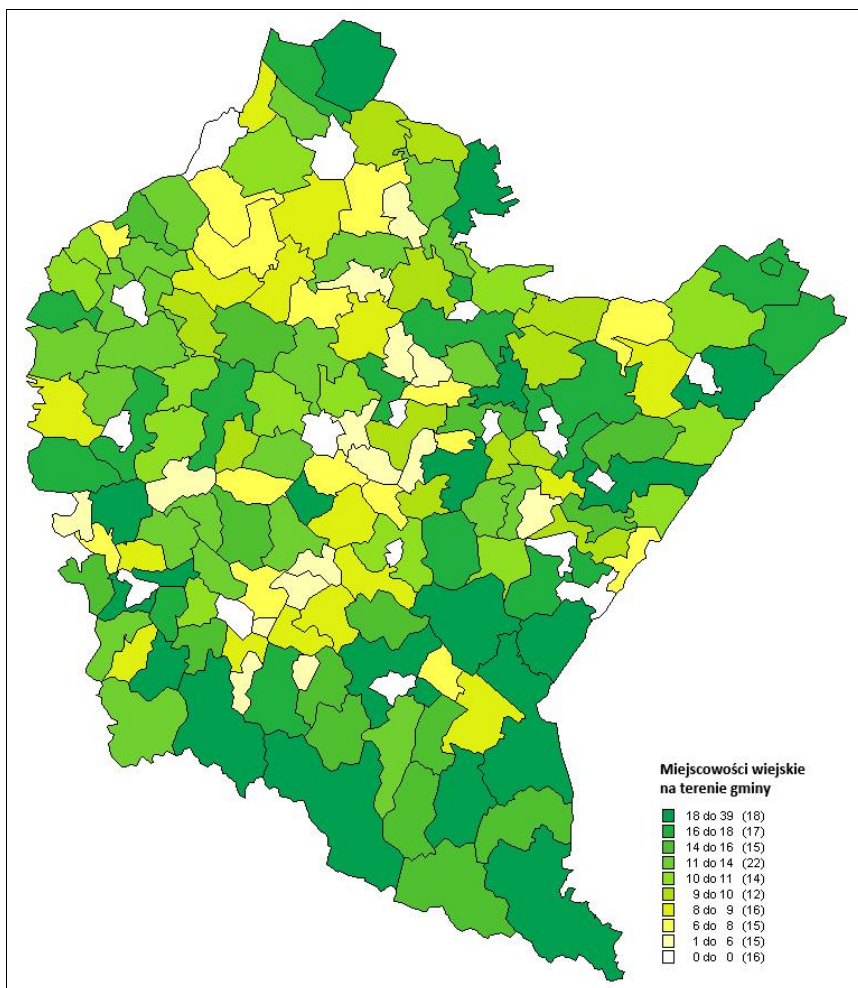 Miejscowości wiejskie
na terenie gminy
18 do 39 (18)
16 do 18 (17)
14 do 16 (15)
11 do 14 (22)
10 do 11 (14)
9 do 10 (12)
8 do 9 (16)
6 do 8 (15)
1 do 6 (15)
0 do 0 (16)